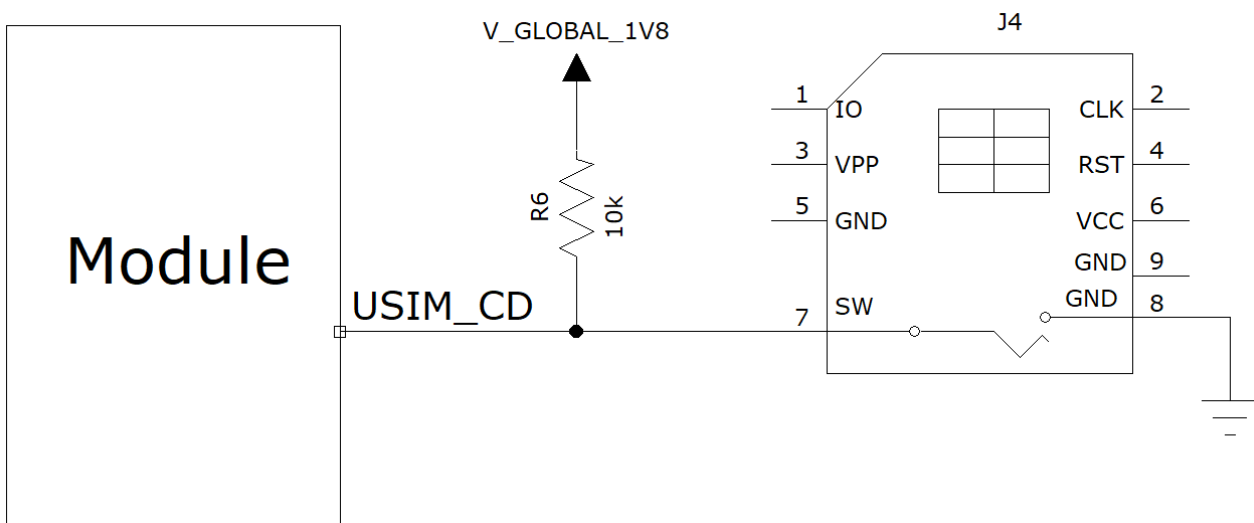 J4
V_GLOBAL_1V8
1
IO
CLK
2
3
VPP
RST
4
R6
10k
5
GND
VCC
6
Module
GND
9
USIM_CD
SW
7
GND
8